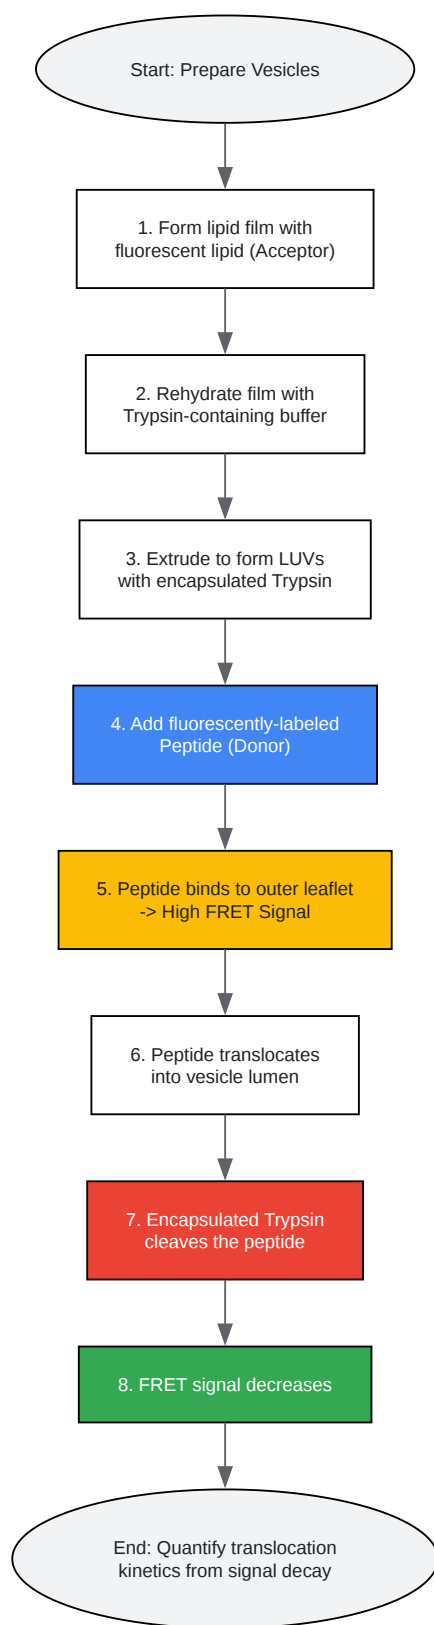 Start: Prepare Vesicles
1. Form lipid film with
fluorescent lipid (Acceptor)
2. Rehydrate film with
Trypsin-containing buffer
3. Extrude to form LUVs
with encapsulated Trypsin
4. Add fluorescently-labeled
Peptide (Donor)
5. Peptide binds to outer leaflet
-> High FRET Signal
6. Peptide translocates
into vesicle lumen
7. Encapsulated Trypsin
cleaves the peptide
8. FRET signal decreases
End: Quantify translocation
kinetics from signal decay